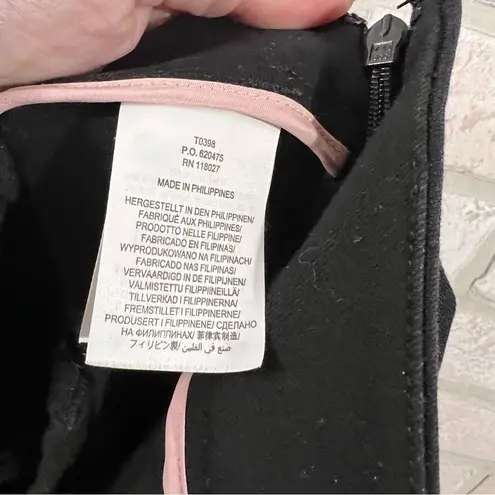 T0398
P.O. 620475
RN 118027
MADE IN PHILIPPINES
HERGESTELLT IN DEN PHILIPPINEN/
FABRIQUÉ AUX PHILIPPINES/
PRODOTTO NELLE FILIPPINE/
FABRICADO EN FILIPINAS/
WYPRODUKOWANO NA FILIPINACH/
FABRICADO NAS FILIPINAS/
VERVAARDIGD IN DE FILIPIJNEN/
VALMISTETTU FILIPPIINEILLÄ/
TILLVERKAD I FILIPPINERNA/
FREMSTILLET I FILIPPINERNE/
PRODUSERT I FILIPPINENE/ СДЕЛАНО
НА ФИЛИППИНАХ/ 菲律宾制造/
フィリピン製/ صنع في الفلبين